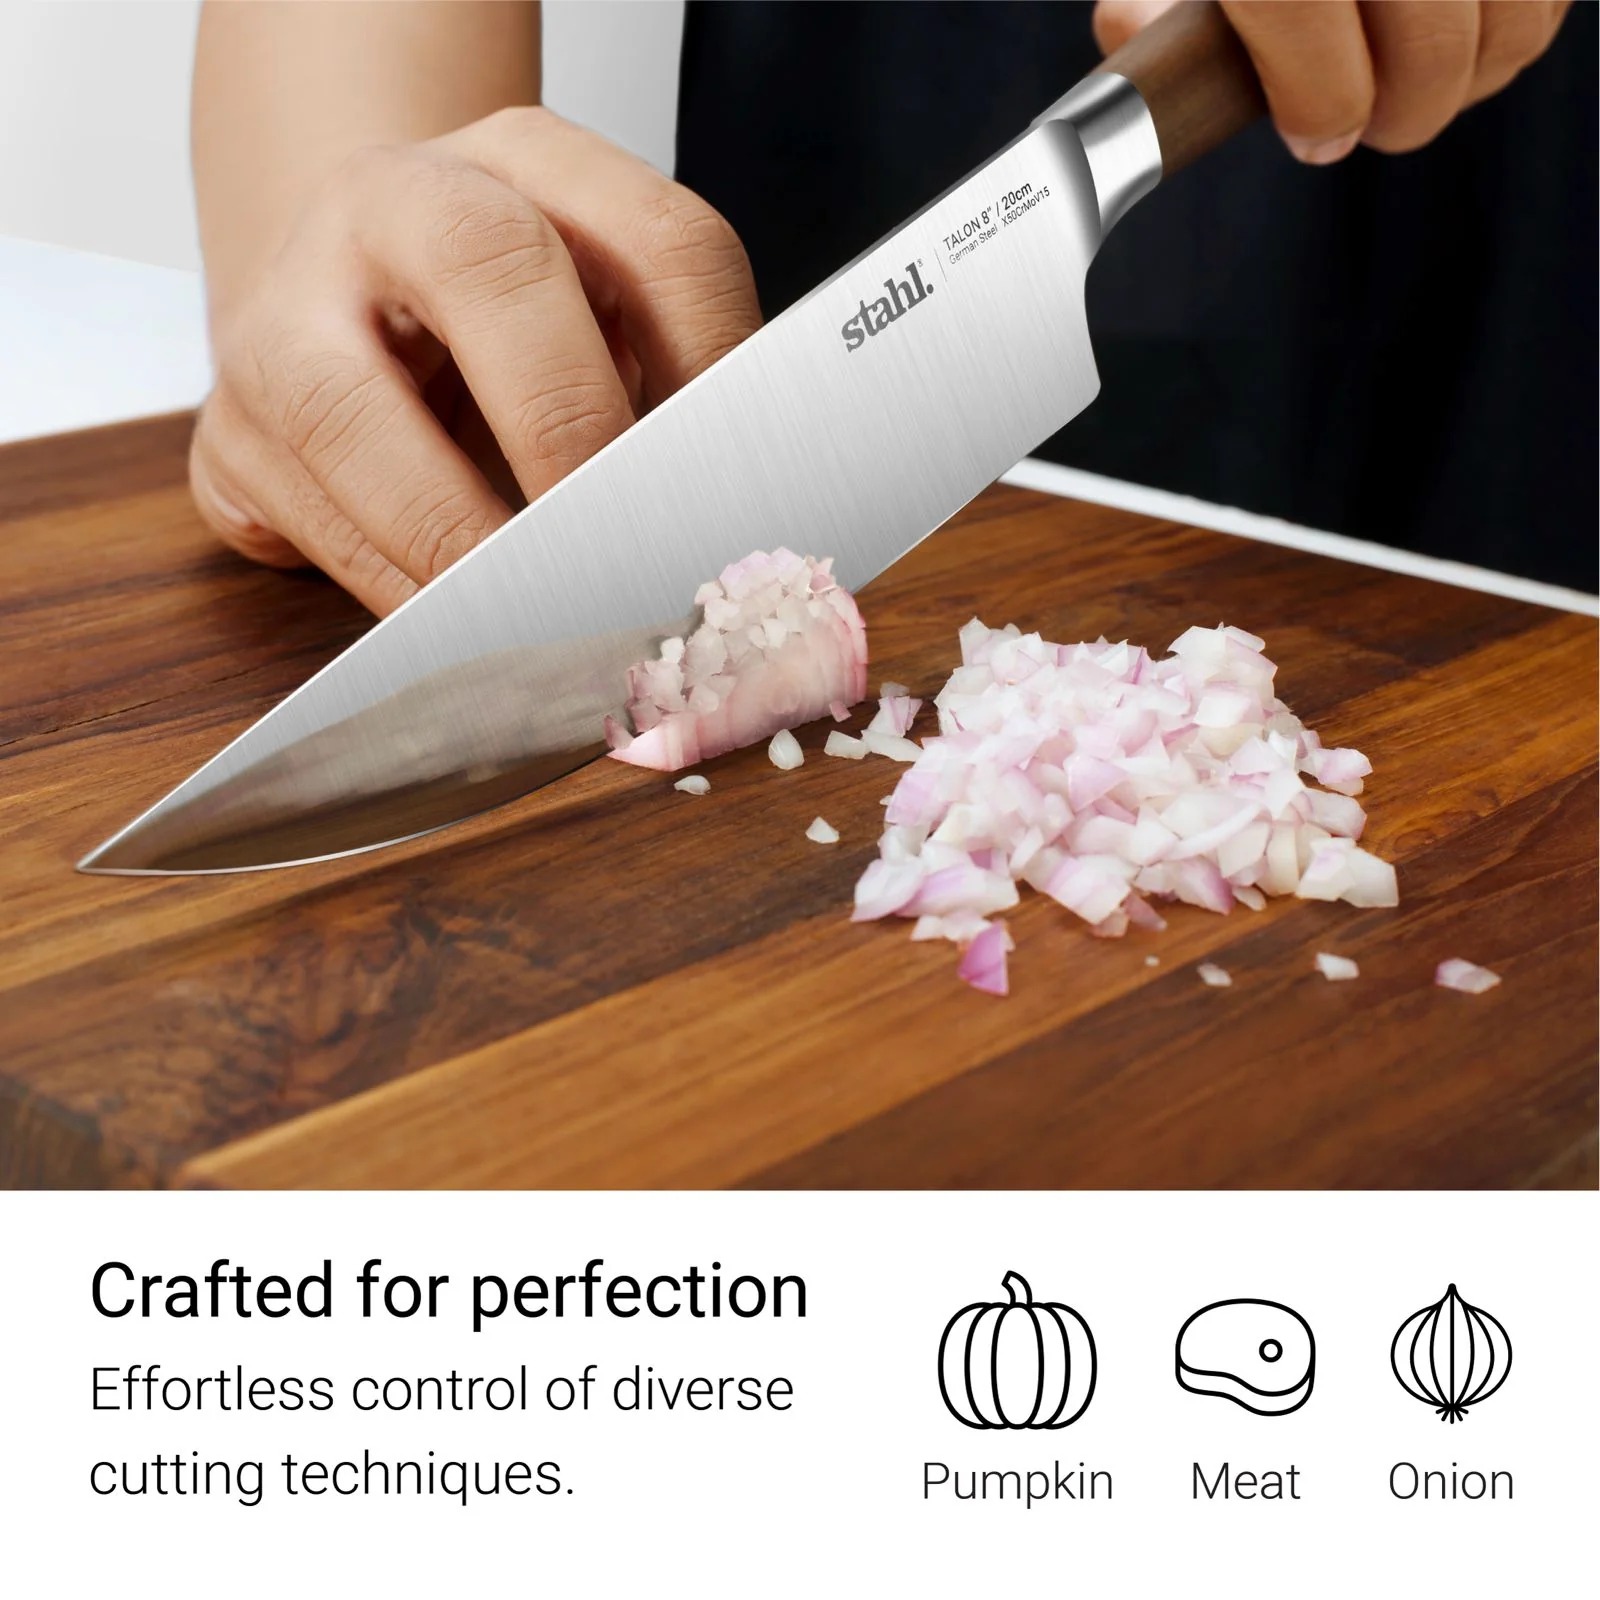 stahl.®
TALON 8" / 20cm
German Steel X50CrMoV15
Crafted for perfection
Effortless control of diverse
cutting techniques.
Pumpkin
Meat
Onion